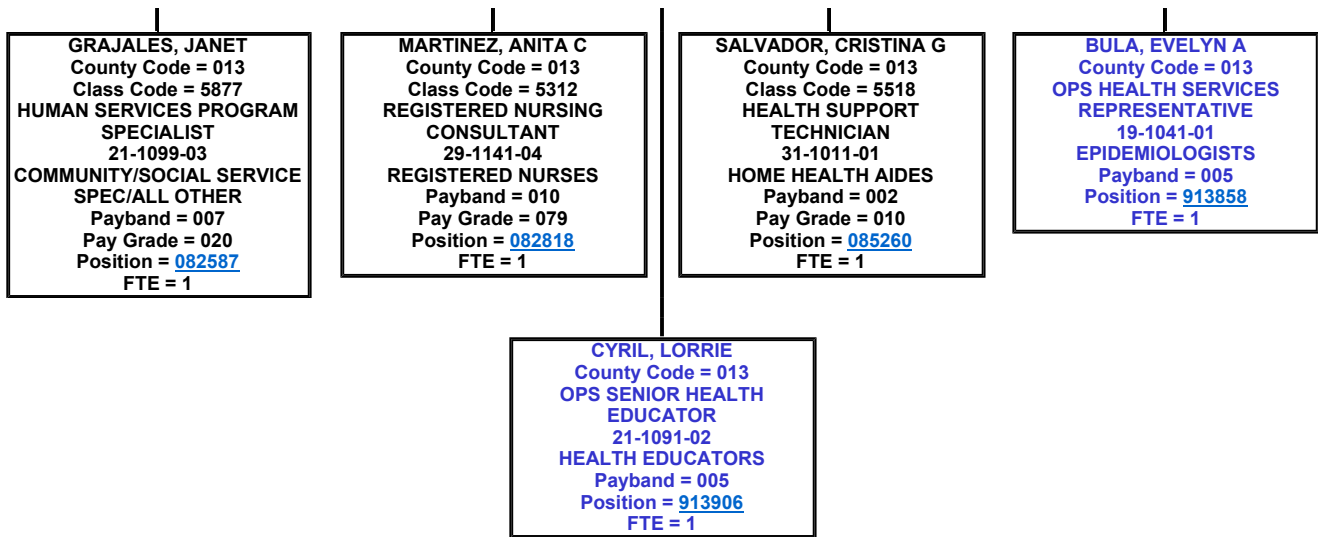 GRAJALES, JANET
County Code = 013
Class Code = 5877
HUMAN SERVICES PROGRAM
SPECIALIST
21-1099-03
COMMUNITY/SOCIAL SERVICE
SPEC/ALL OTHER
Payband = 007
Pay Grade = 020
Position = 082587
FTE = 1
MARTINEZ, ANITA C
County Code = 013
Class Code = 5312
REGISTERED NURSING
CONSULTANT
29-1141-04
REGISTERED NURSES
Payband = 010
Pay Grade = 079
Position = 082818
FTE = 1
SALVADOR, CRISTINA G
County Code = 013
Class Code = 5518
HEALTH SUPPORT
TECHNICIAN
31-1011-01
HOME HEALTH AIDES
Payband = 002
Pay Grade = 010
Position = 085260
FTE = 1
BULA, EVELYN A
County Code = 013
OPS HEALTH SERVICES
REPRESENTATIVE
19-1041-01
EPIDEMIOLOGISTS
Payband = 005
Position = 913858
FTE = 1
CYRIL, LORRIE
County Code = 013
OPS SENIOR HEALTH
EDUCATOR
21-1091-02
HEALTH EDUCATORS
Payband = 005
Position = 913906
FTE = 1